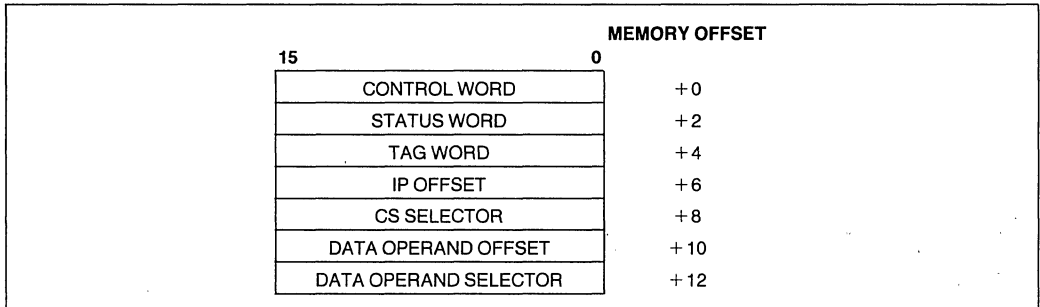 MEMORY OFFSET
15 0
CONTROL WORD +0
STATUS WORD +2
TAG WORD +4
IP OFFSET +6
CS SELECTOR +8
DATA OPERAND OFFSET +10
DATA OPERAND SELECTOR +12